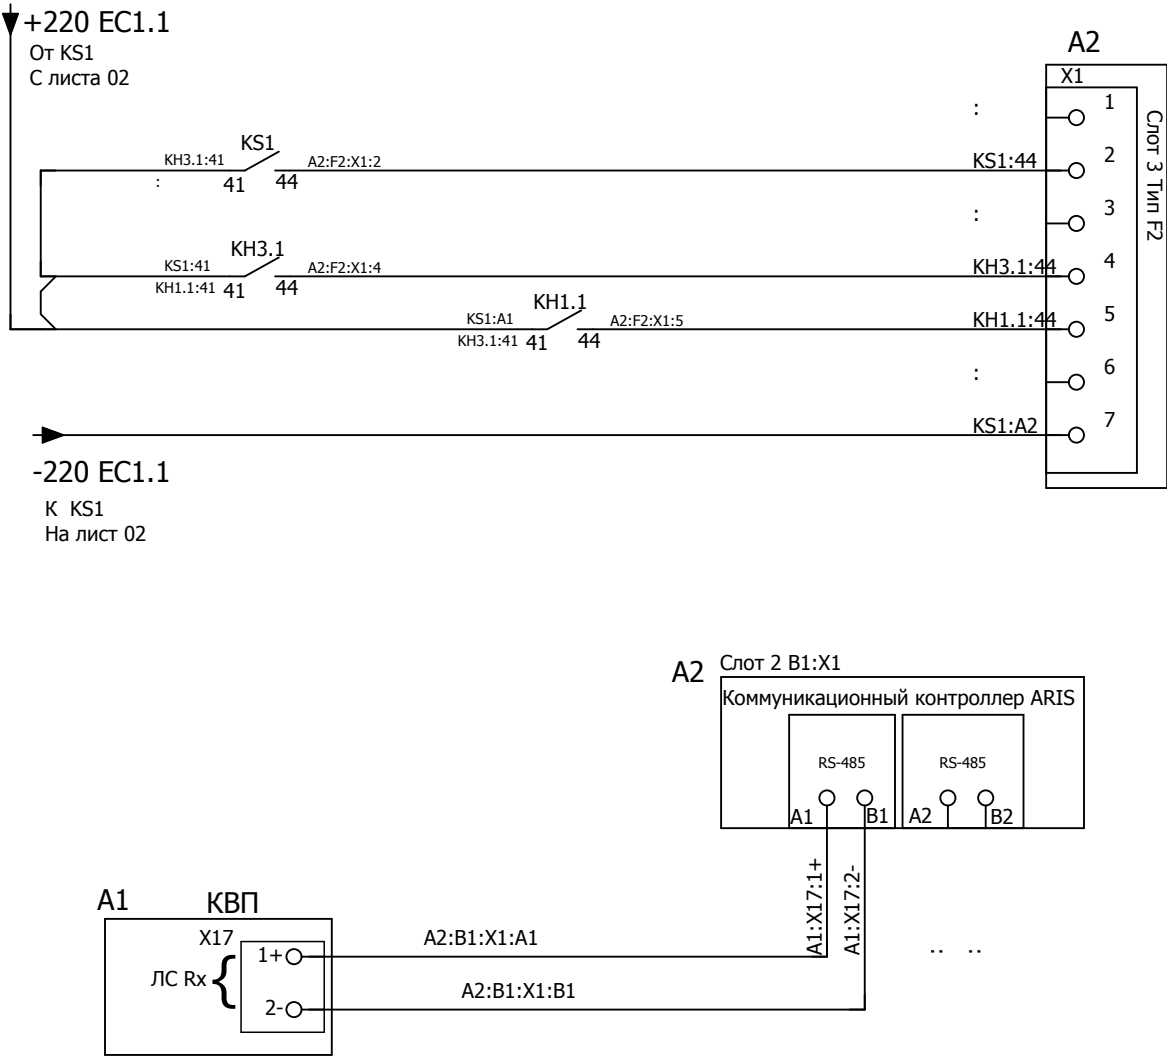 +220 EC1.1
От KS1
С листа 02
A2
X1
1
:
Слот 3 Тип F2
KS1
KH3.1:41
A2:F2:X1:2
KS1:44
2
:
41
44
3
:
KH3.1
KS1:41
A2:F2:X1:4
KH3.1:44
4
KH1.1:41
41
44
KH1.1
KS1:A1
A2:F2:X1:5
KH1.1:44
5
KH3.1:41
41
44
6
:
KS1:A2
7
-220 EC1.1
К KS1
На лист 02
A2
Слот 2 B1:X1
Коммуникационный контроллер ARIS
RS-485
RS-485
A1
B1
A2
B2
A1:X17:1+
A1:X17:2-
A1
КВП
X17
1+
A2:B1:X1:A1
ЛС Rx
2-
A2:B1:X1:B1
.. ..